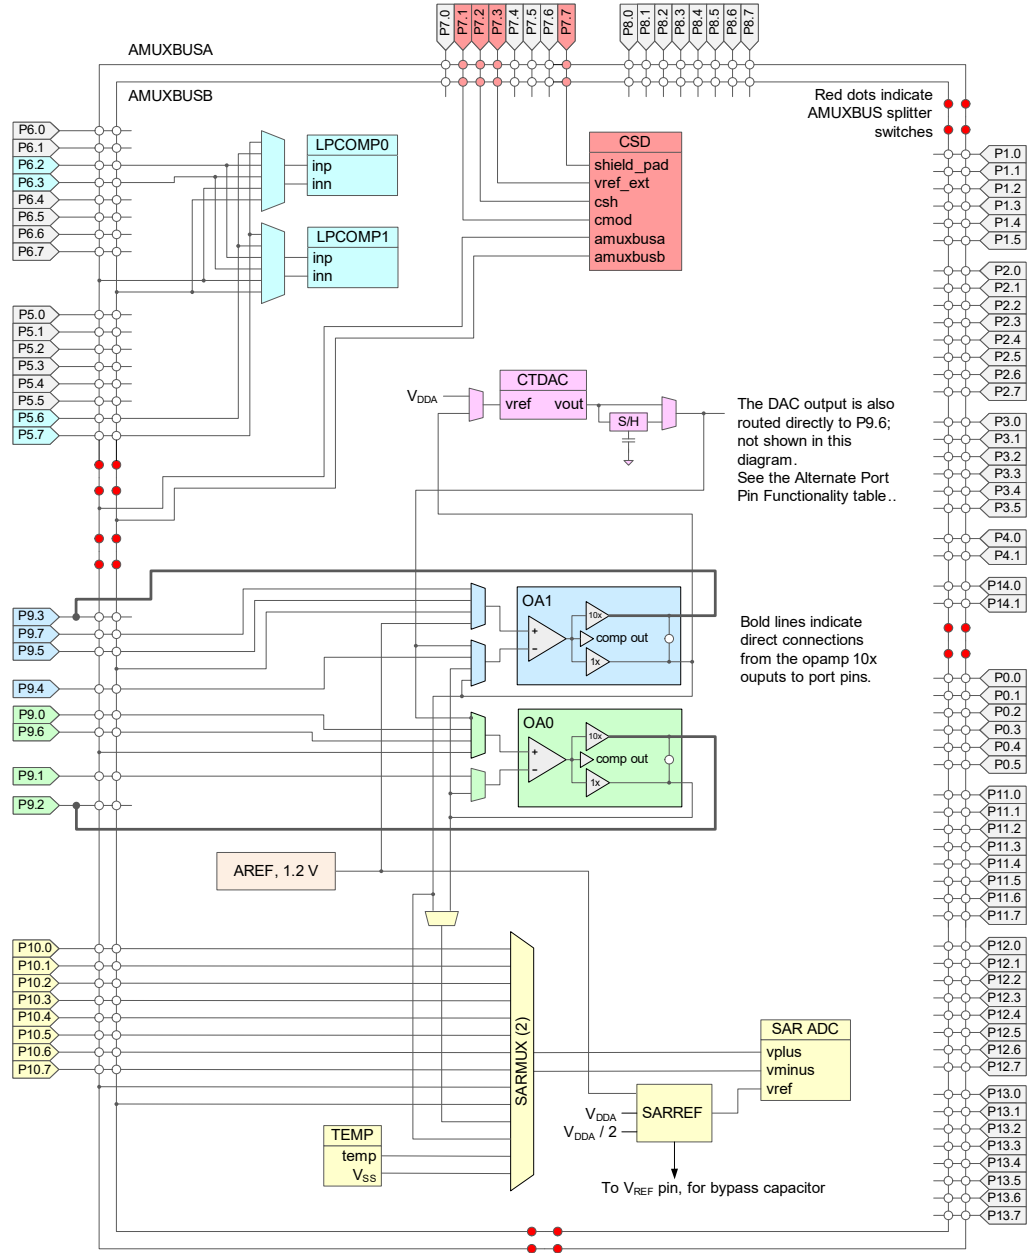 P7.0
P7.1
P7.2
P7.3
P7.4
P7.5
P7.6
P7.7
P8.0
P8.1
P8.2
P8.3
P8.4
P8.5
P8.6
P8.7
AMUXBUSA
AMUXBUSB
Red dots indicate
AMUXBUS splitter
switches
P6.0
P6.1
P6.2
P6.3
P6.4
P6.5
P6.6
P6.7
LPCOMP0
inp
inn
LPCOMP1
inp
inn
CSD
shield_pad
vref_ext
csh
cmod
amuxbusa
amuxbusb
P1.0
P1.1
P1.2
P1.3
P1.4
P1.5
P2.0
P2.1
P2.2
P2.3
P2.4
P2.5
P2.6
P2.7
P5.0
P5.1
P5.2
P5.3
P5.4
P5.5
P5.6
P5.7
VDDA
CTDAC
vref vout
S/H
The DAC output is also
routed directly to P9.6;
not shown in this
diagram.
See the Alternate Port
Pin Functionality table..
P3.0
P3.1
P3.2
P3.3
P3.4
P3.5
P4.0
P4.1
P14.0
P14.1
P9.3
P9.7
P9.5
P9.4
OA1
+
−
10x
comp out
1x
Bold lines indicate
direct connections
from the opamp 10x
ouputs to port pins.
P9.0
P9.6
P9.1
P9.2
OA0
+
−
10x
comp out
1x
P0.0
P0.1
P0.2
P0.3
P0.4
P0.5
P11.0
P11.1
P11.2
P11.3
P11.4
P11.5
P11.6
P11.7
AREF, 1.2 V
P10.0
P10.1
P10.2
P10.3
P10.4
P10.5
P10.6
P10.7
SARMUX (2)
SAR ADC
vplus
vminus
vref
SARREF
VDDA
VDDA / 2
TEMP
temp
VSS
To VREF pin, for bypass capacitor
P12.0
P12.1
P12.2
P12.3
P12.4
P12.5
P12.6
P12.7
P13.0
P13.1
P13.2
P13.3
P13.4
P13.5
P13.6
P13.7